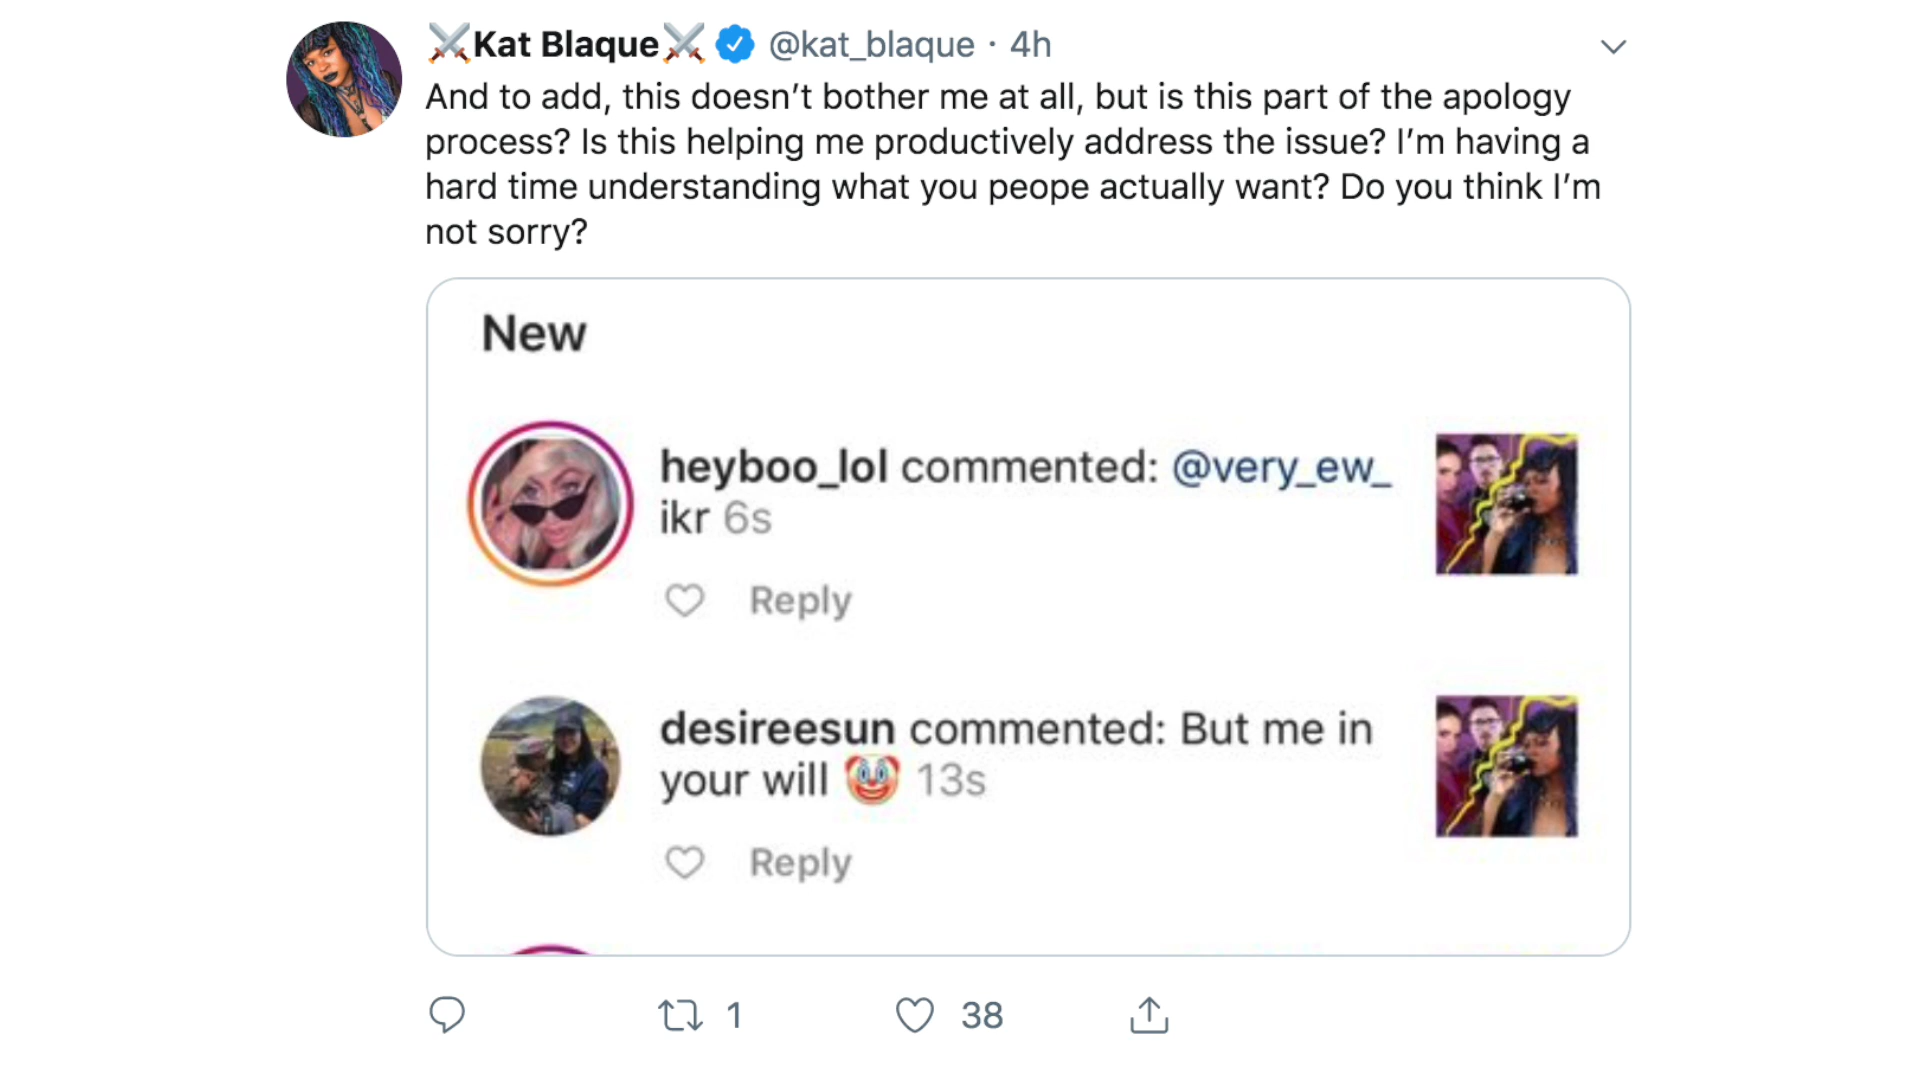 ⚔️Kat Blaque⚔️ @kat_blaque · 4h
And to add, this doesn’t bother me at all, but is this part of the apology
process? Is this helping me productively address the issue? I’m having a
hard time understanding what you peope actually want? Do you think I’m
not sorry?
New
heyboo_lol commented: @very_ew_
ikr 6s
Reply
desireesun commented: But me in
your will 🤡 13s
Reply
1 38